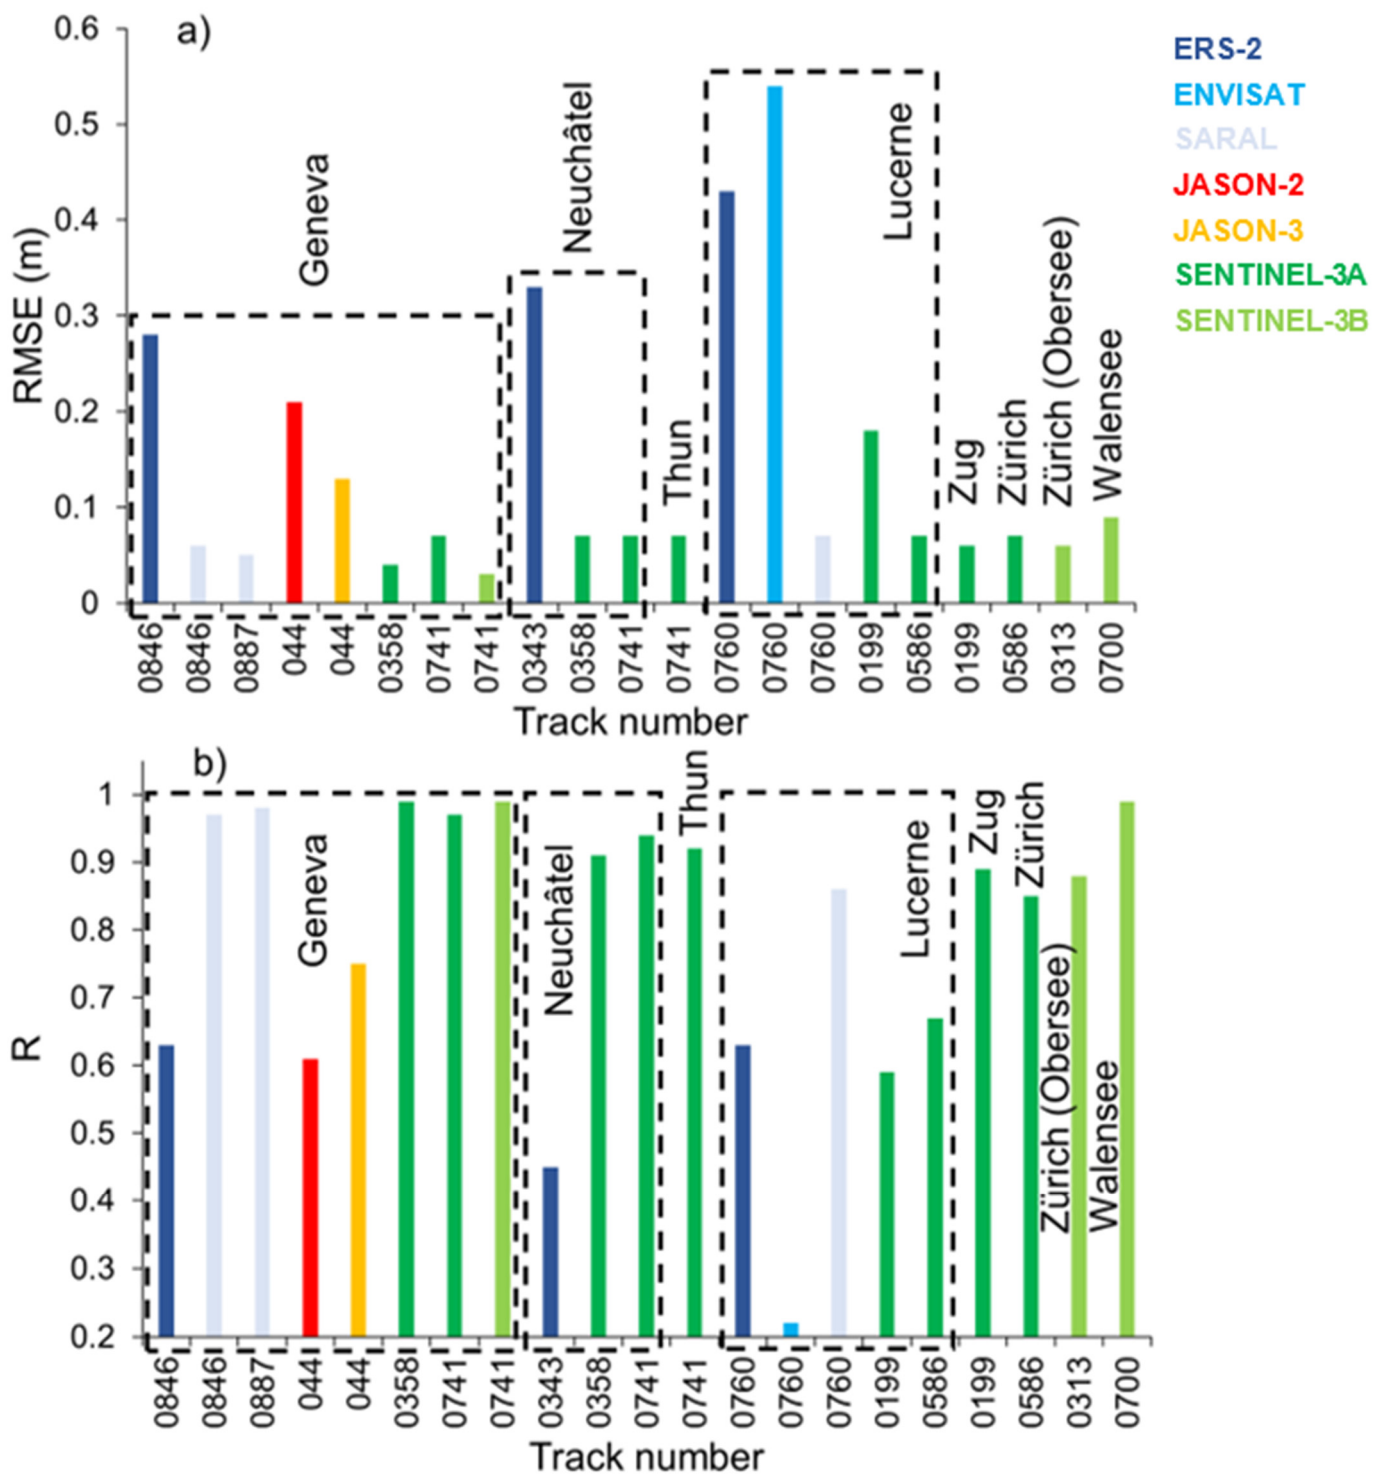 a)
ERS-2
ENVISAT
SARAL
JASON-2
JASON-3
SENTINEL-3A
SENTINEL-3B
RMSE (m)
0.6
0.5
0.4
0.3
0.2
0.1
0
Geneva
Neuchâtel
Thun
Lucerne
Zug
Zürich
Zürich (Obersee)
Walensee
0846 0846 0887 044 044 0358 0741 0741 0343 0358 0741 0741 0760 0760 0760 0199 0586 0199 0586 0313 0700
Track number
b)
R
1
0.9
0.8
0.7
0.6
0.5
0.4
0.3
0.2
Geneva
Neuchâtel
Thun
Lucerne
Zug
Zürich
Zürich (Obersee)
Walensee
0846 0846 0887 044 044 0358 0741 0741 0343 0358 0741 0741 0760 0760 0760 0199 0586 0199 0586 0313 0700
Track number